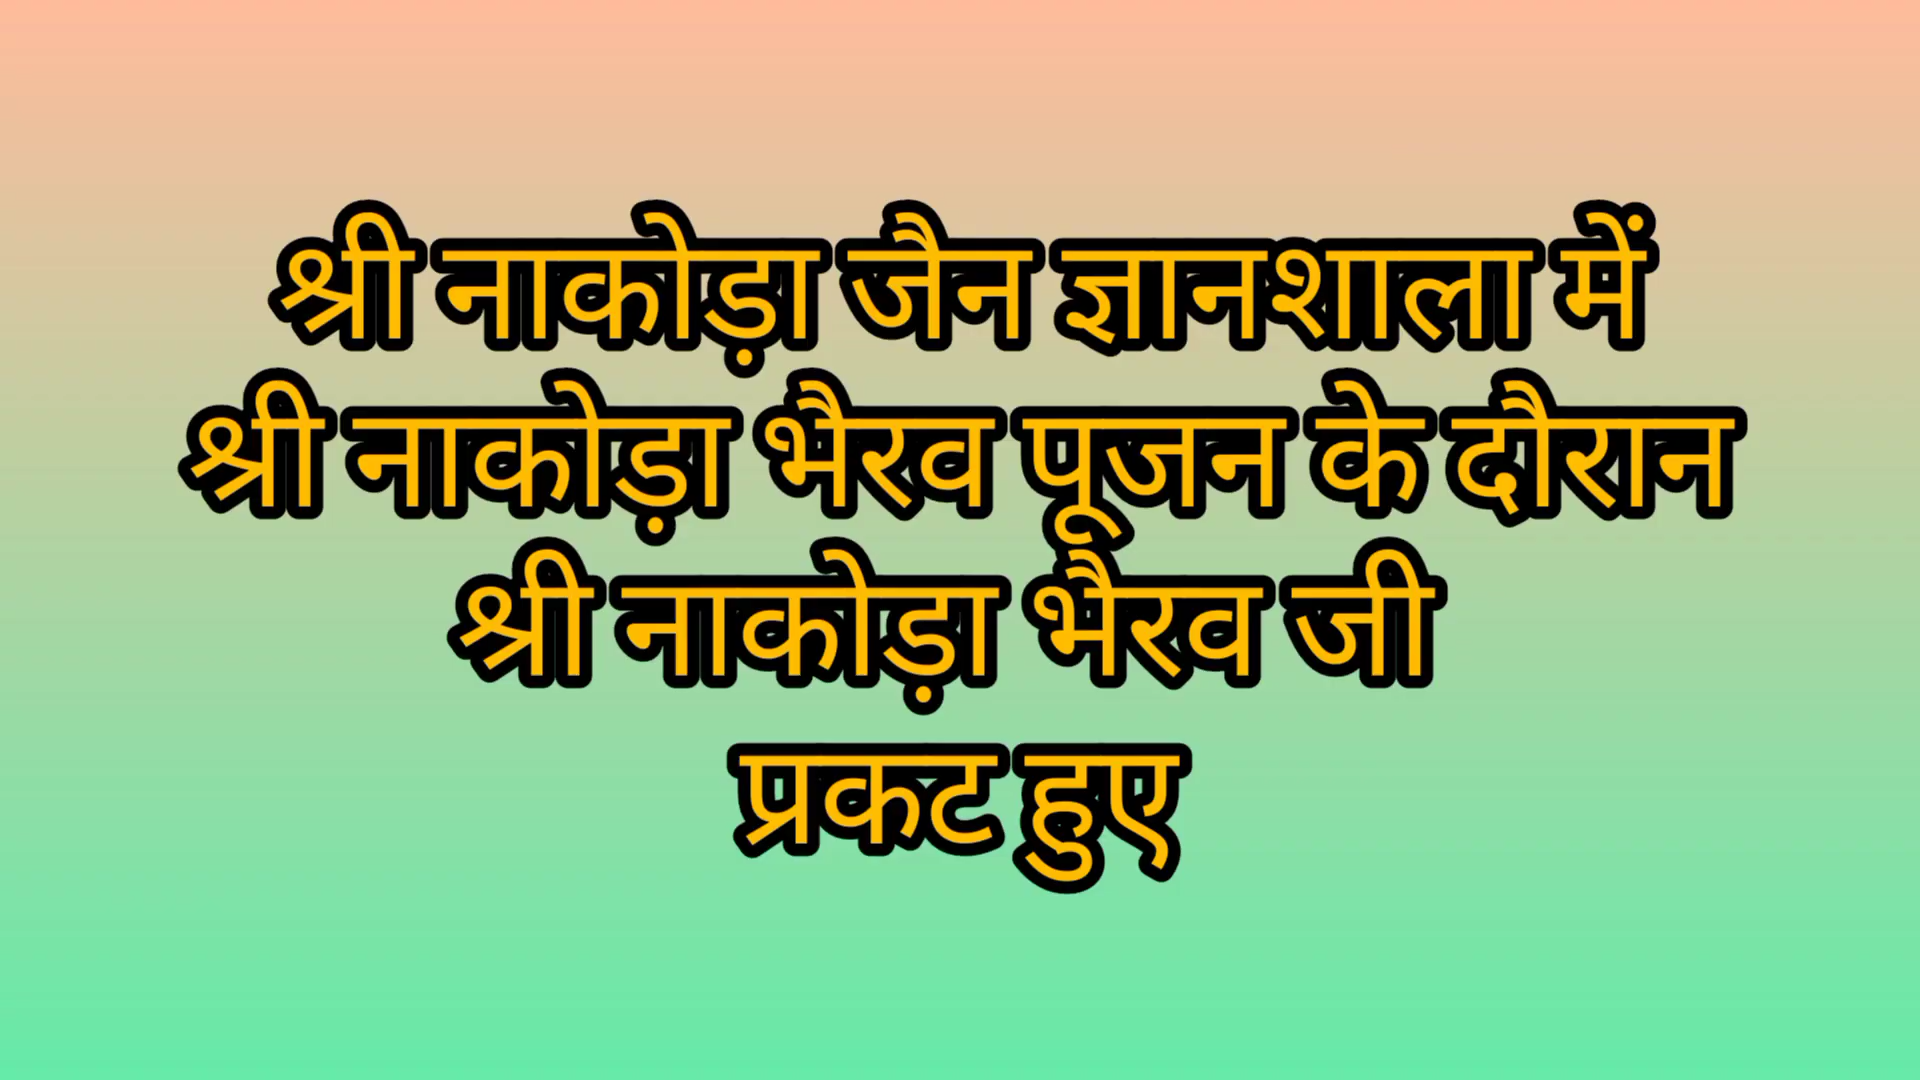 श्री नाकोड़ा जैन ज्ञानशाला में
श्री नाकोड़ा भैरव पूजन के दौरान
श्री नाकोड़ा भैरव जी
प्रकट हुए